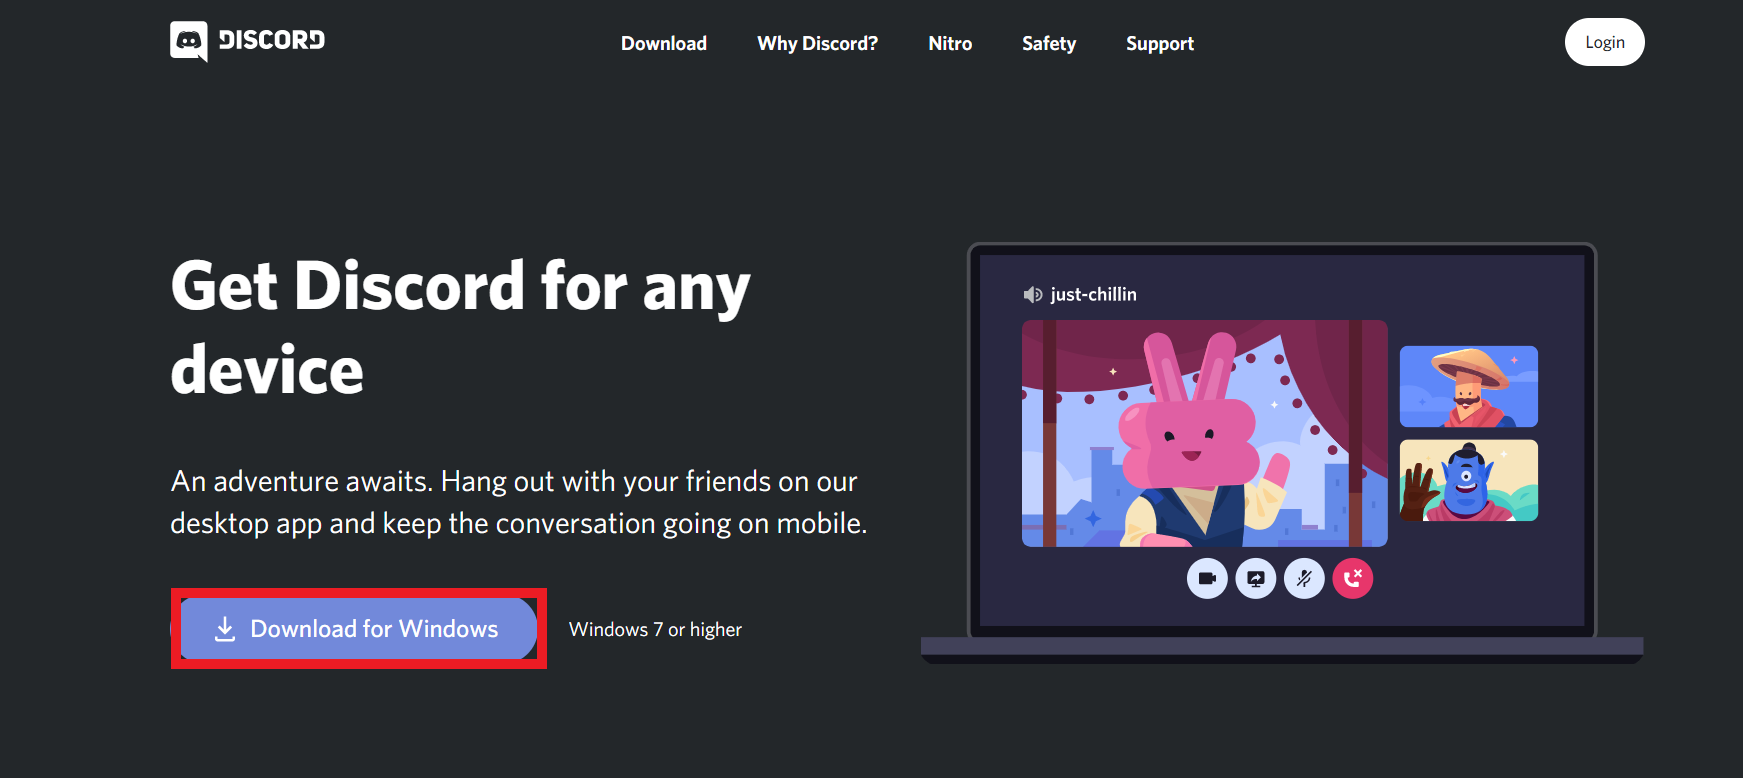 DISCORD
Download
Why Discord?
Nitro
Safety
Support
Login
Get Discord for any
device
An adventure awaits. Hang out with your friends on our
desktop app and keep the conversation going on mobile.
Download for Windows
Windows 7 or higher
just-chillin